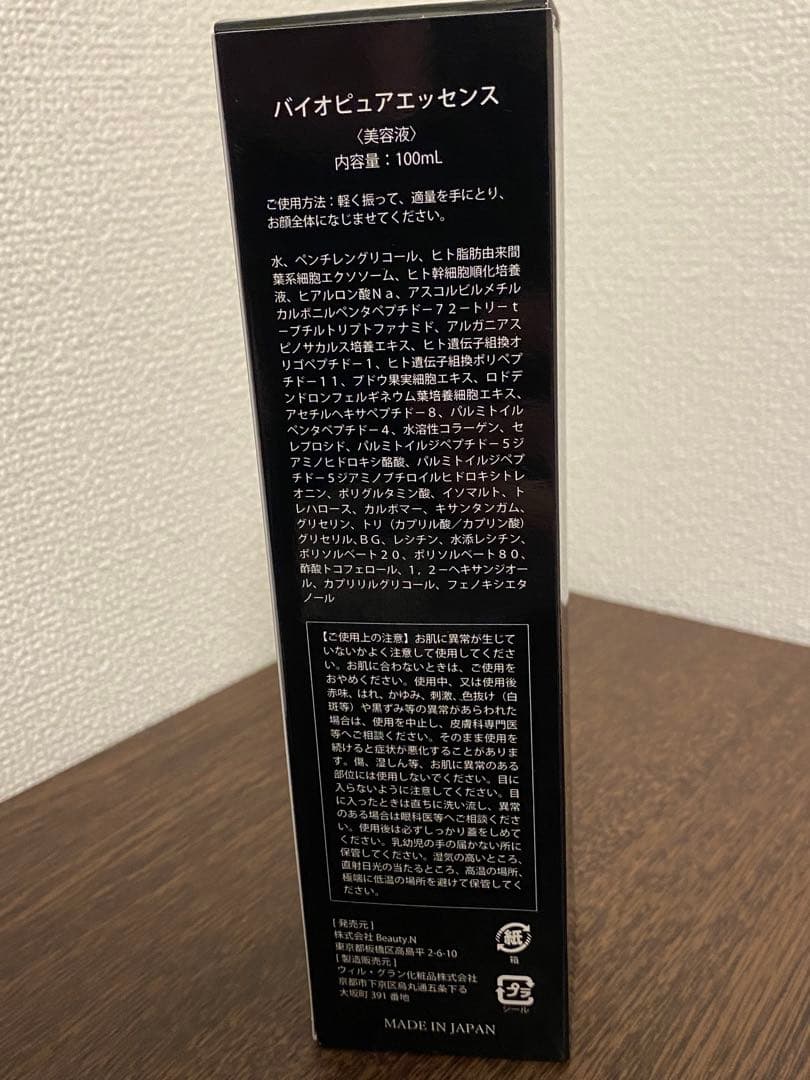 バイオピュアエッセンス
〈美容液〉
内容量：100mL
ご使用方法：軽く振って、適量を手にとり、
お顔全体になじませてください。
水、ペンチレングリコール、ヒト脂肪由来間
葉系細胞エクソソーム、ヒト幹細胞順化培養
液、ヒアルロン酸Ｎａ、アスコルビルメチル
カルボニルペンタペプチド－７２－トリーｔ
－ブチルトリプトファナミド、アルガニアス
ピノサカルス培養エキス、ヒト遺伝子組換オ
リゴペプチド－１、ヒト遺伝子組換ポリペプ
チド－１１、ブドウ果実細胞エキス、ロドデ
ンドロンフェルギネウム葉培養細胞エキス、
アセチルヘキサペプチド－８、パルミトイル
ペンタペプチド－４、水溶性コラーゲン、セ
レブロシド、パルミトイルジペプチド－５ジ
アミノヒドロキシ酪酸、パルミトイルジペプ
チド－５ジアミノブチロイルヒドロキシトレ
オニン、ポリグルタミン酸、イソマルト、ト
レハロース、カルボマー、キサンタンガム、
グリセリン、トリ（カプリル酸／カプリン酸）
グリセリル、ＢＧ、レシチン、水添レシチン、
ポリソルベート２０、ポリソルベート８０、
酢酸トコフェロール、１，２－ヘキサンジオー
ル、カプリリルグリコール、フェノキシエタ
ノール
【ご使用上の注意】お肌に異常が生じて
いないかよく注意して使用してくださ
い。お肌に合わないときは、ご使用を
おやめください。使用中、又は使用後
赤味、はれ、かゆみ、刺激、色抜け（白
斑等）や黒ずみ等の異常があらわれた
場合は、使用を中止し、皮膚科専門医
等へご相談ください。そのまま使用を
続けると症状が悪化することがありま
す。傷、湿しん等、お肌に異常のある
部位には使用しないでください。目に
入らないように注意してください。目
に入ったときは直ちに洗い流し、異常
のある場合は眼科医等へご相談くださ
い。使用後は必ずしっかり蓋をしめて
ください。乳幼児の手の届かない所に
保管してください。湿気の高いところ、
直射日光の当たるところ、高温の場所、
極端に低温の場所を避けて保管してく
ださい。
[ 発売元 ]
株式会社 Beauty.N
東京都板橋区高島平 2-6-10
[ 製造販売元 ]
ウィル・グラン化粧品株式会社
京都市下京区烏丸通五条下る
大坂町 391 番地
紙
箱
プラ
シール
MADE IN JAPAN